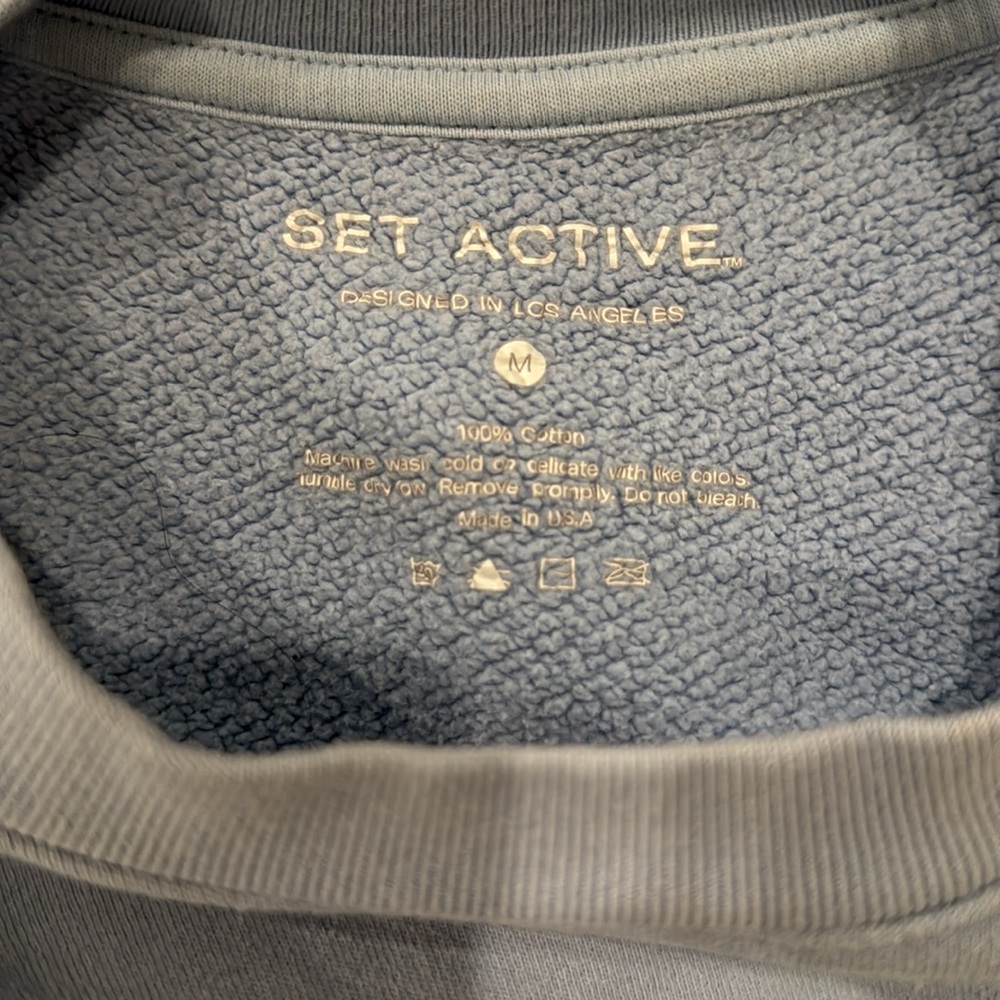 SET ACTIVE™
DESIGNED IN LOS ANGELES
M
100% Cotton
Machine wash cold on delicate with like colors.
Tumble dry low. Remove promptly. Do not bleach.
Made in U.S.A